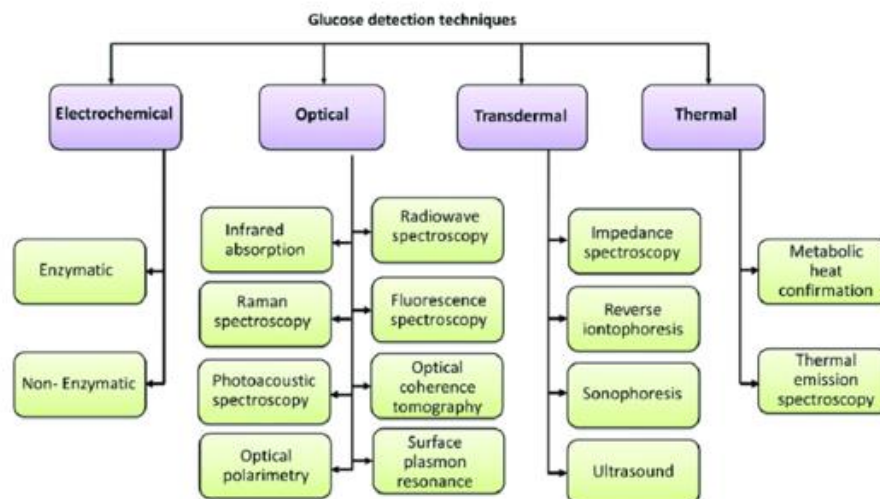 Glucose detection techniques
Electrochemical
Optical
Transdermal
Thermal
Enzymatic
Non- Enzymatic
Infrared
absorption
Radiowave
spectroscopy
Raman
spectroscopy
Fluorescence
spectroscopy
Photoacoustic
spectroscopy
Optical
coherence
tomography
Optical
polarimetry
Surface
plasmon
resonance
Impedance
spectroscopy
Reverse
iontophoresis
Sonophoresis
Ultrasound
Metabolic
heat
confirmation
Thermal
emission
spectroscopy